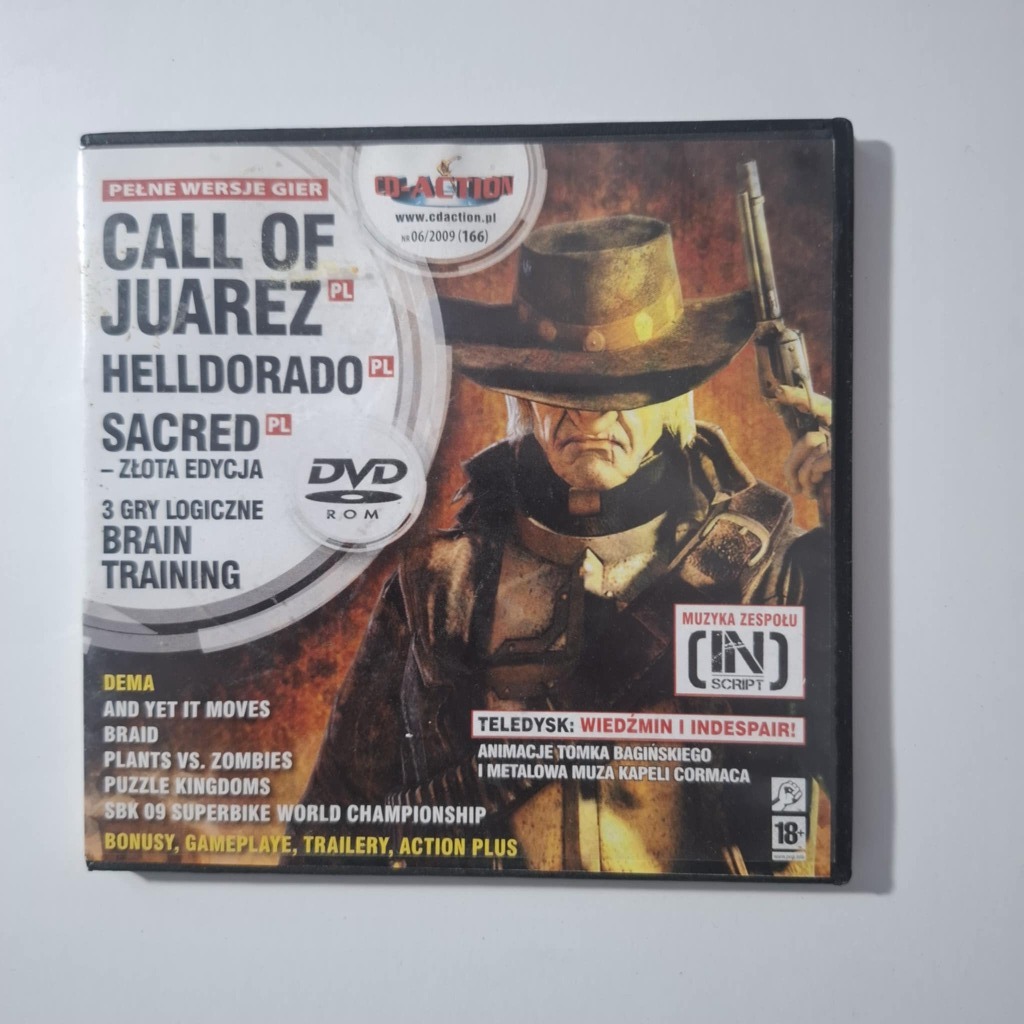 PEŁNE WERSJE GIER
CALL OF
JUAREZ PL
HELLDORADO PL
SACRED PL
– ZŁOTA EDYCJA
3 GRY LOGICZNE
BRAIN
TRAINING
CD-ACTION
www.cdaction.pl
NR 06/2009 (166)
DVD
ROM
DEMA
AND YET IT MOVES
BRAID
PLANTS VS. ZOMBIES
PUZZLE KINGDOMS
SBK 09 SUPERBIKE WORLD CHAMPIONSHIP
BONUSY, GAMEPLAYE, TRAILERY, ACTION PLUS
MUZYKA ZESPOŁU
(IN)
SCRIPT
TELEDYSK: WIEDŹMIN I INDESPAIR!
ANIMACJE TOMKA BAGIŃSKIEGO
I METALOWA MUZA KAPELI CORMACA
18+